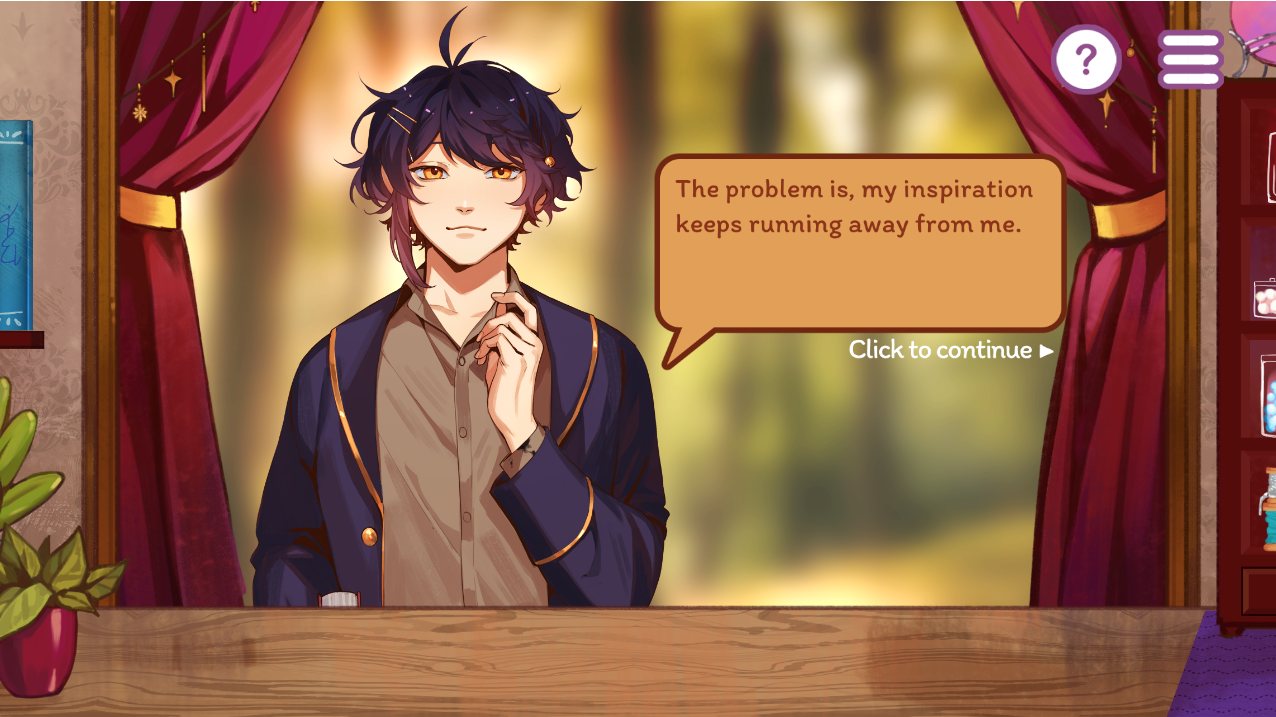 ?
The problem is, my inspiration
keeps running away from me.
Click to continue ►